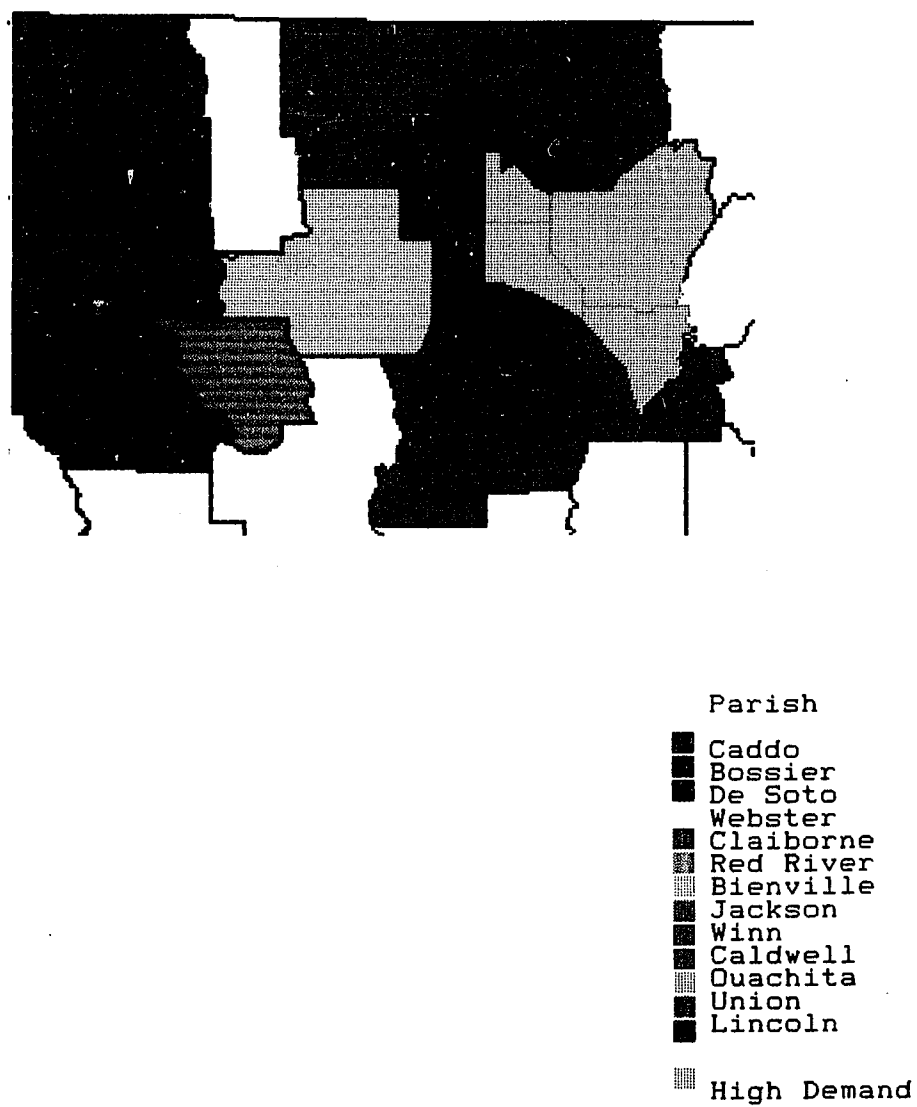 Parish
Caddo
Bossier
De Soto
Webster
Claiborne
Red River
Bienville
Jackson
Winn
Caldwell
Ouachita
Union
Lincoln
High Demand